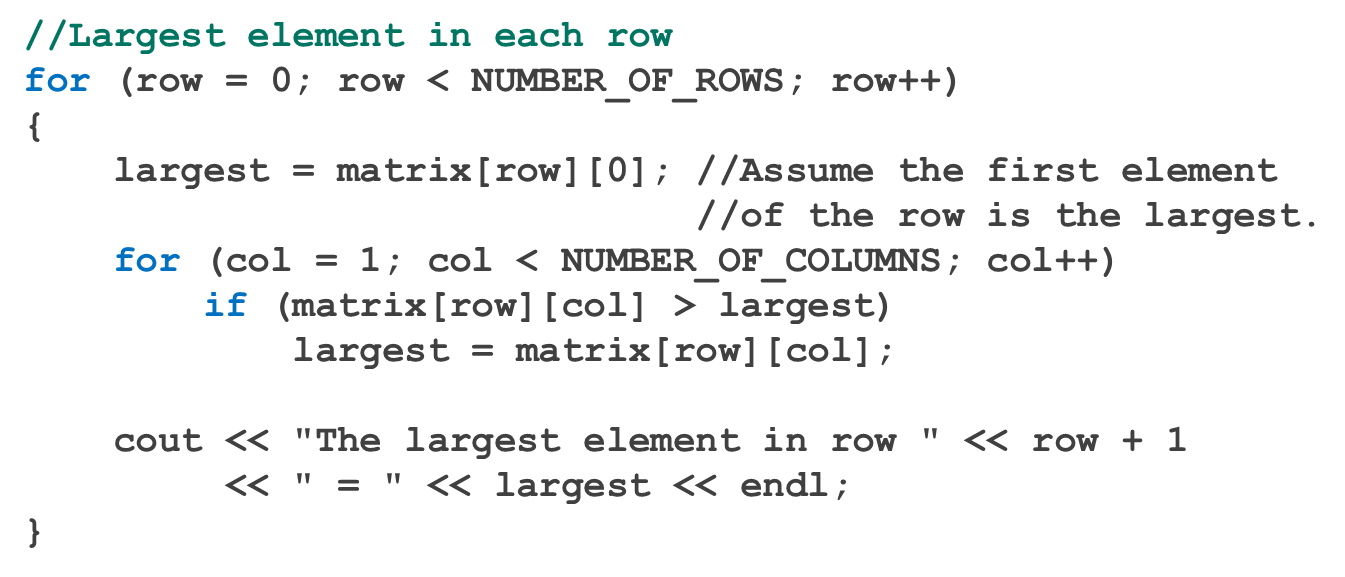 //Largest element in each row
for (row = 0; row < NUMBER_OF_ROWS; row++)
{
    largest = matrix[row][0]; //Assume the first element
                              //of the row is the largest.
    for (col = 1; col < NUMBER_OF_COLUMNS; col++)
        if (matrix[row][col] > largest)
            largest = matrix[row][col];

    cout << "The largest element in row " << row + 1
         << " = " << largest << endl;
}